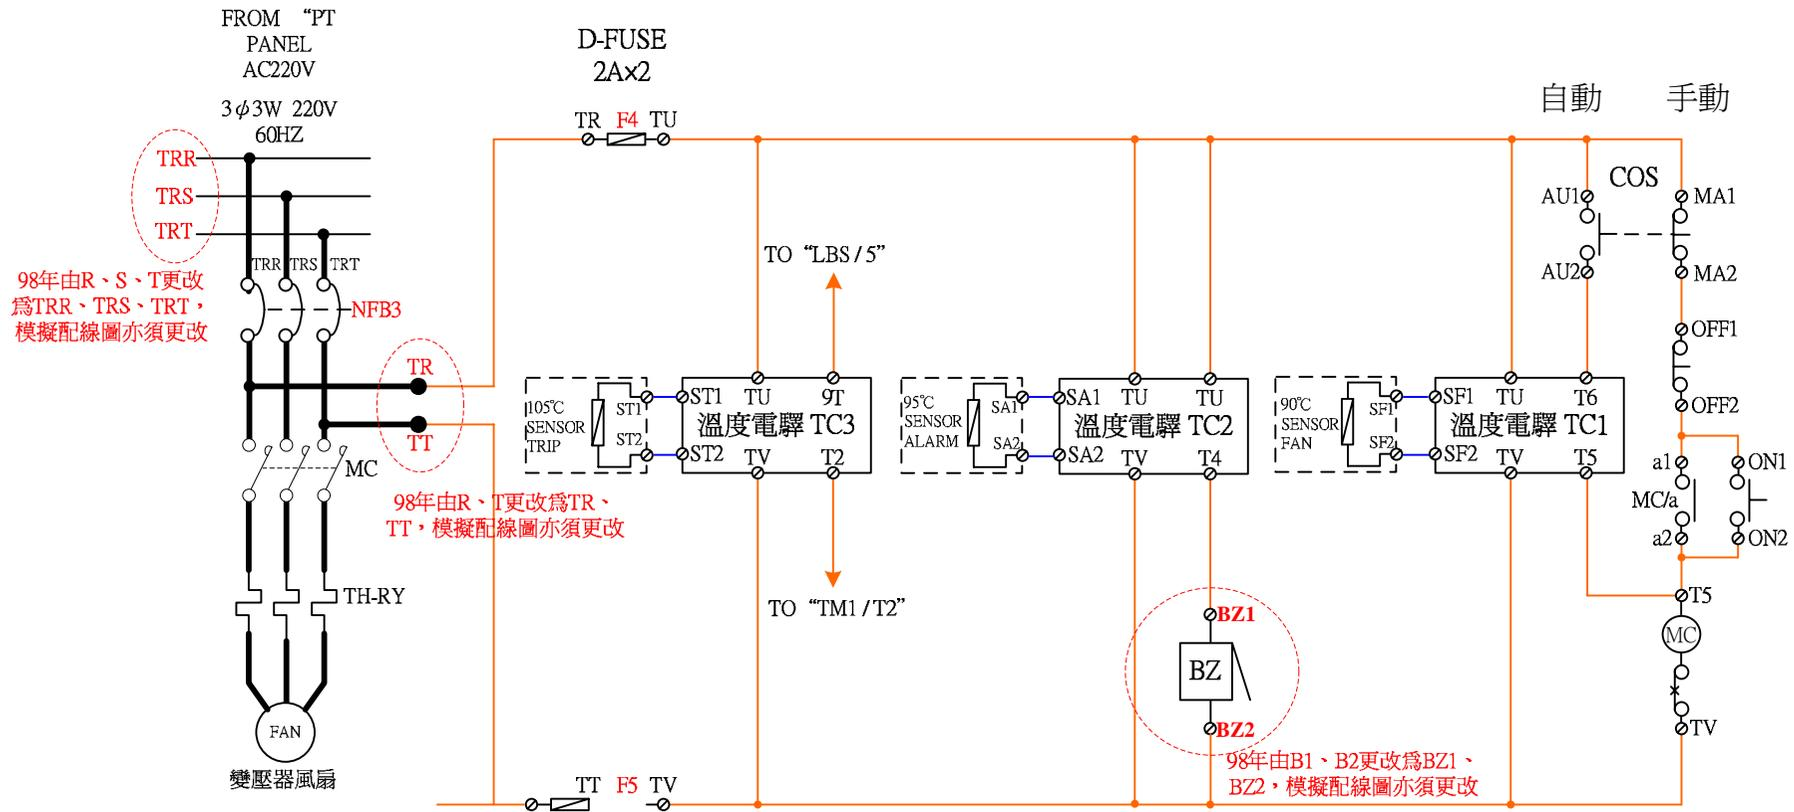 FROM “PT
PANEL
AC220V
3φ3W 220V
60HZ
TRR
TRS
TRT
TRR TRS TRT
98年由R、S、T更改
為TRR、TRS、TRT，
模擬配線圖亦須更改
NFB3
TR
TT
MC
98年由R、T更改為TR、
TT，模擬配線圖亦須更改
TH-RY
FAN
變壓器風扇
D-FUSE
2A×2
TR F4 TU
TO “LBS / 5”
105℃
SENSOR
TRIP
ST1
ST2
ST1
ST2
TU 9T
溫度電驛 TC3
TV T2
TO “TM1 / T2”
95℃
SENSOR
ALARM
SA1
SA2
SA1
SA2
TU TU
溫度電驛 TC2
TV T4
BZ1
BZ
BZ2
98年由B1、B2更改為BZ1、
BZ2，模擬配線圖亦須更改
90℃
SENSOR
FAN
SF1
SF2
SF1
SF2
TU T6
溫度電驛 TC1
TV T5
自動 手動
COS
AU1 MA1
AU2 MA2
OFF1
OFF2
a1 ON1
MC/a
a2 ON2
T5
MC
TV
TT F5 TV